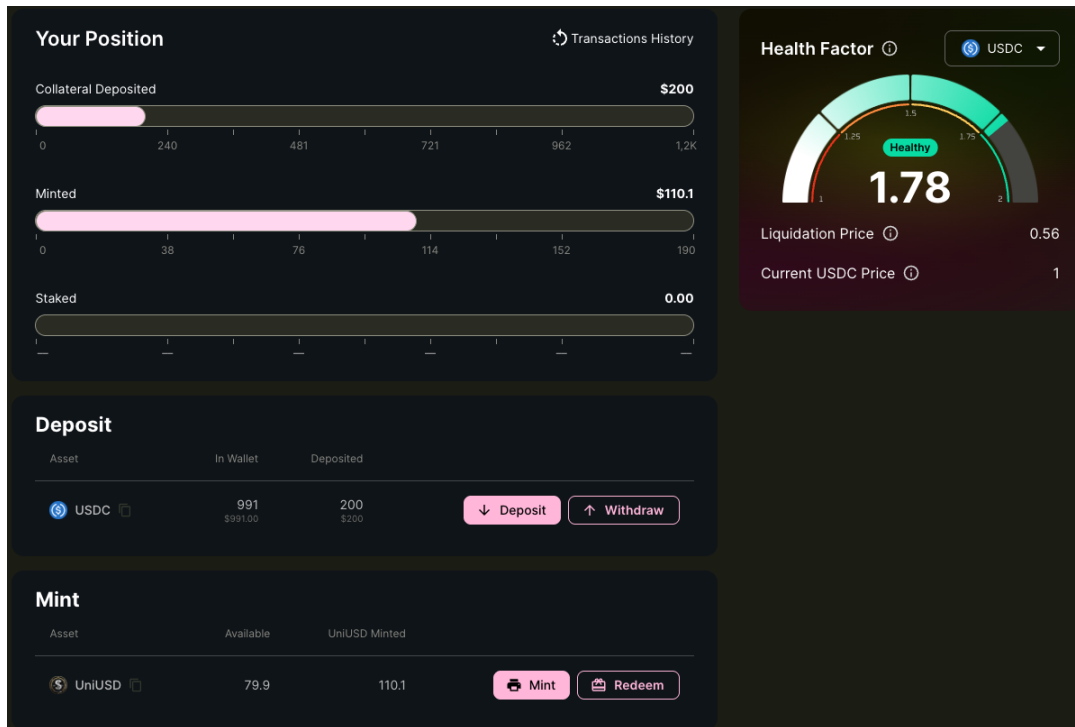 Your Position
Transactions History
Collateral Deposited $200
0 240 481 721 962 1,2K
Minted $110.1
0 38 76 114 152 190
Staked 0.00
— — — — — —
Deposit
Asset In Wallet Deposited
USDC 991 200 Deposit Withdraw
$991.00 $200
Mint
Asset Available UniUSD Minted
UniUSD 79.9 110.1 Mint Redeem
Health Factor USDC
1.5
1.25 1.75
Healthy
1.78
1 2
Liquidation Price 0.56
Current USDC Price 1